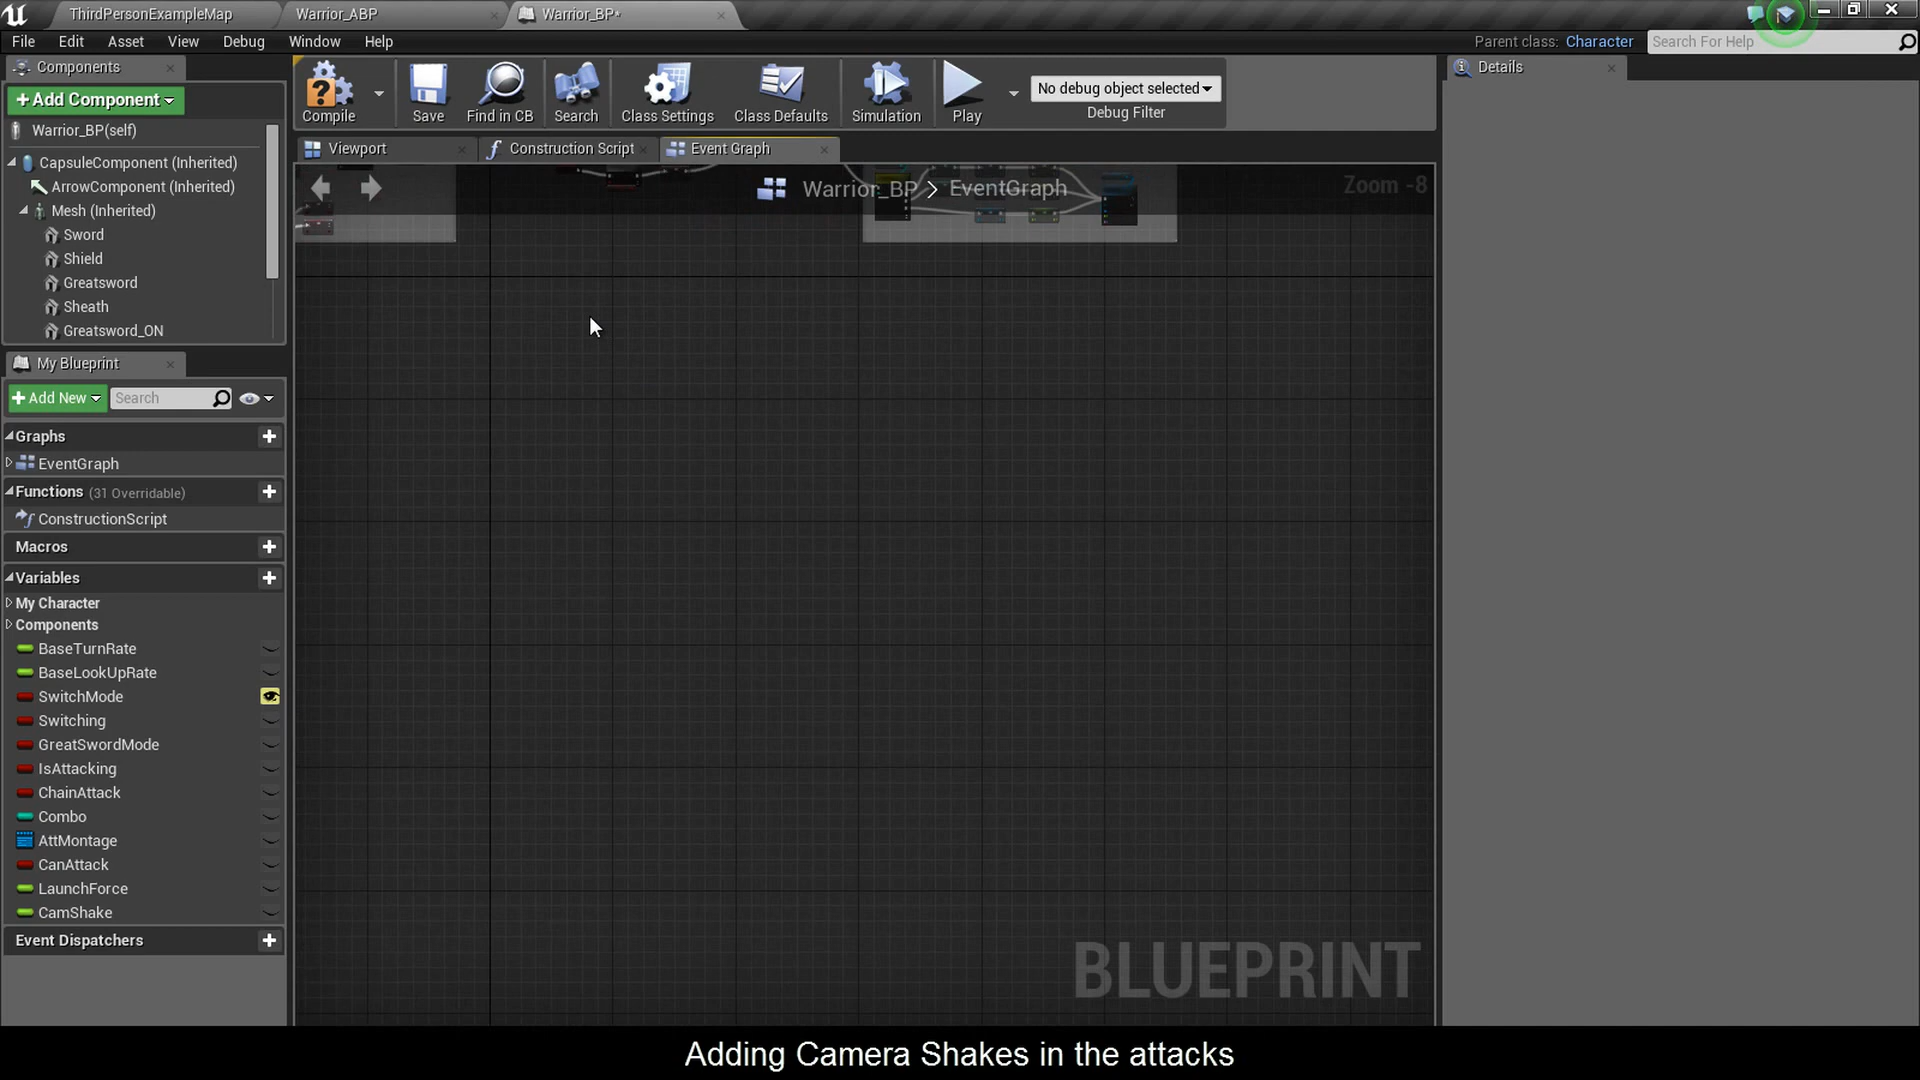 ThirdPersonExampleMap
Warrior_ABP
Warrior_BP*
File Edit Asset View Debug Window Help
Parent class: Character
Search For Help
Components
+Add Component
Warrior_BP(self)
CapsuleComponent (Inherited)
ArrowComponent (Inherited)
Mesh (Inherited)
Sword
Shield
Greatsword
Sheath
Greatsword_ON
Compile
Save
Find in CB
Search
Class Settings
Class Defaults
Simulation
Play
No debug object selected
Debug Filter
Details
Viewport
Construction Script
Event Graph
Warrior_BP > EventGraph
Zoom -8
My Blueprint
+Add New
Search
Graphs
EventGraph
Functions (31 Overridable)
ConstructionScript
Macros
Variables
My Character
Components
BaseTurnRate
BaseLookUpRate
SwitchMode
Switching
GreatSwordMode
IsAttacking
ChainAttack
Combo
AttMontage
CanAttack
LaunchForce
CamShake
Event Dispatchers
BLUEPRINT
Adding Camera Shakes in the attacks